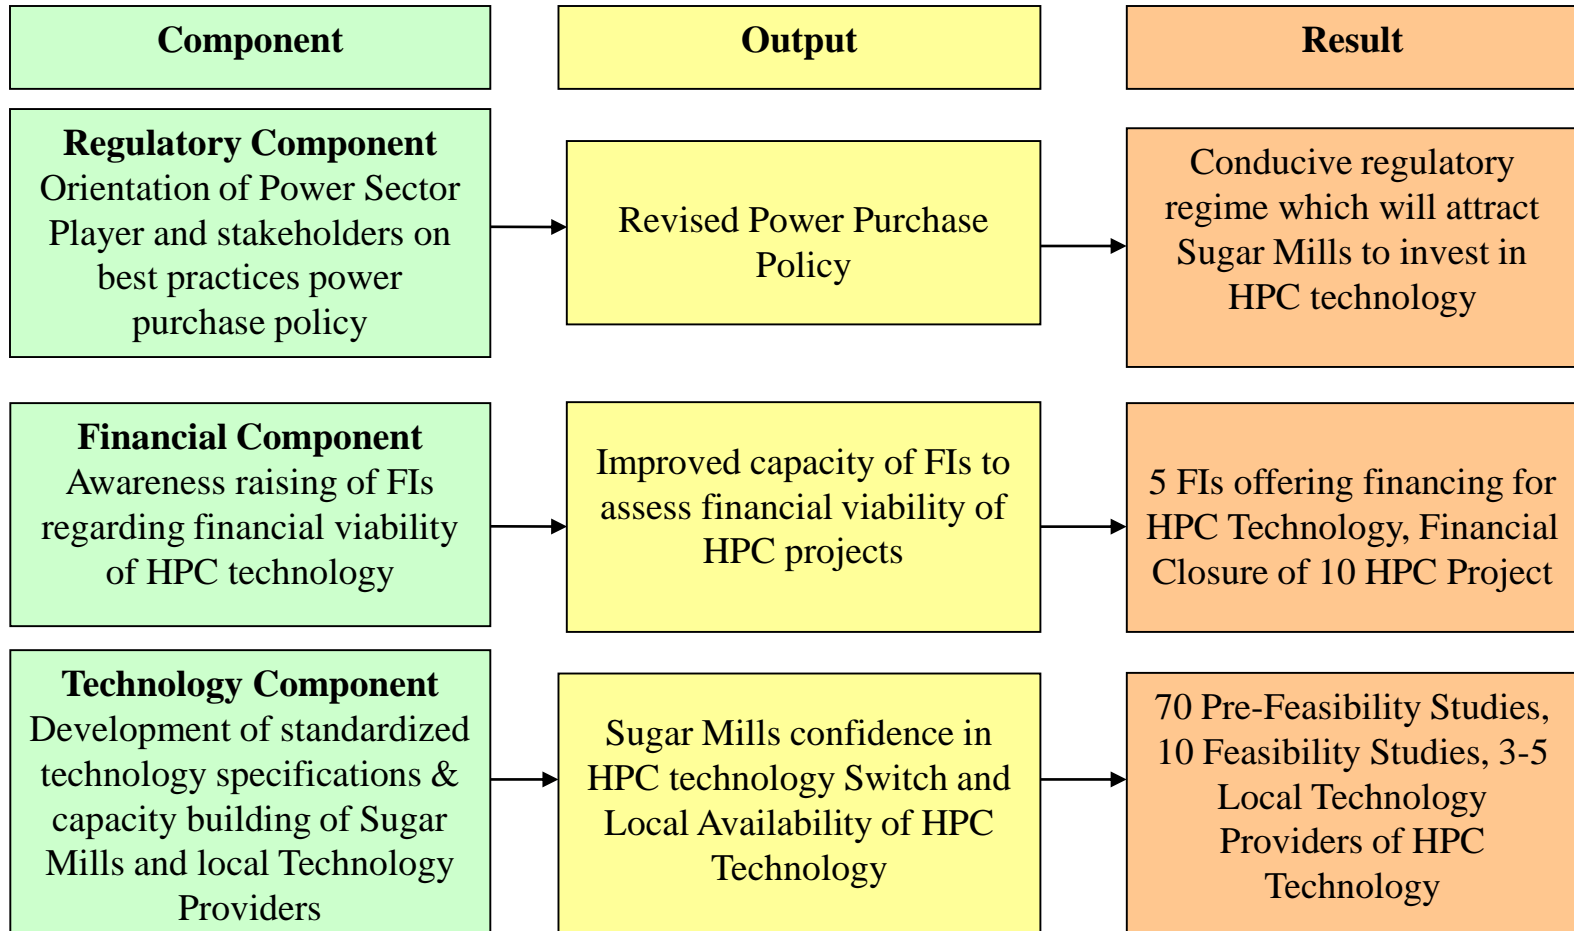 Component
Output
Result
Regulatory Component
Orientation of Power Sector
Player and stakeholders on
best practices power
purchase policy
Revised Power Purchase
Policy
Conducive regulatory
regime which will attract
Sugar Mills to invest in
HPC technology
Financial Component
Awareness raising of FIs
regarding financial viability
of HPC technology
Improved capacity of FIs to
assess financial viability of
HPC projects
5 FIs offering financing for
HPC Technology, Financial
Closure of 10 HPC Project
Technology Component
Development of standardized
technology specifications &
capacity building of Sugar
Mills and local Technology
Providers
Sugar Mills confidence in
HPC technology Switch and
Local Availability of HPC
Technology
70 Pre-Feasibility Studies,
10 Feasibility Studies, 3-5
Local Technology
Providers of HPC
Technology